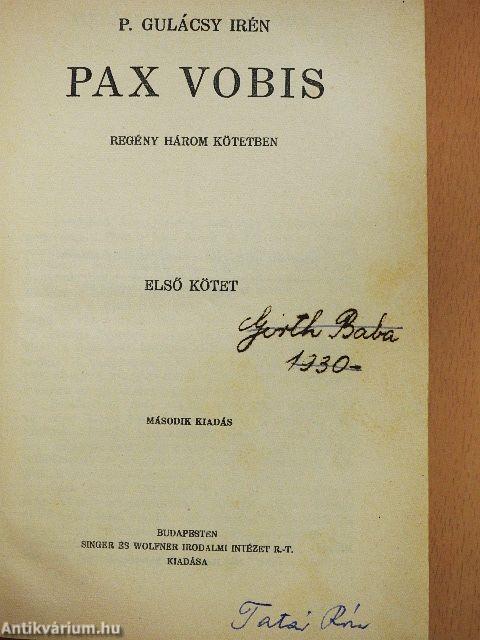 P. GULÁCSY IRÉN
PAX VOBIS
REGÉNY HÁROM KÖTETBEN
ELSŐ KÖTET
Girth Baba
1930-
MÁSODIK KIADÁS
BUDAPESTEN
SINGER ÉS WOLFNER IRODALMI INTÉZET R.-T.
KIADÁSA
Antikvárium.hu